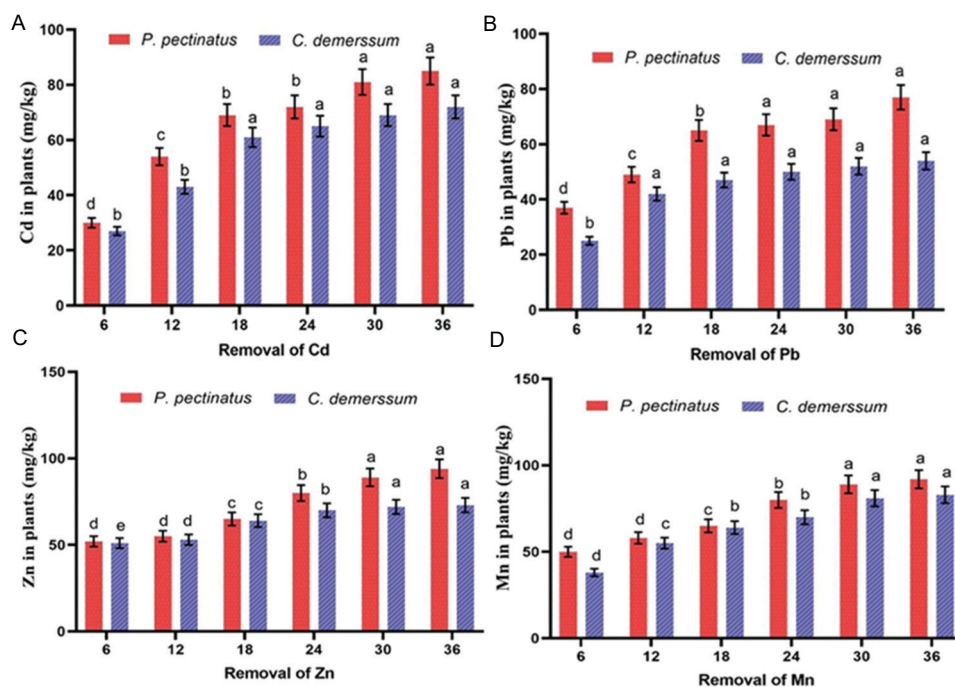 A
P. pectinatus C. demerssum
Cd in plants (mg/kg)
100
80
60
40
20
0
d b c b b a b a a a a a
6 12 18 24 30 36
Removal of Cd
B
P. pectinatus C. demerssum
Pb in plants (mg/kg)
100
80
60
40
20
0
d b c a b a a a a a a a
6 12 18 24 30 36
Removal of Pb
C
P. pectinatus C. demerssum
Zn in plants (mg/kg)
150
100
50
0
d e d d c c b b a a a a
6 12 18 24 30 36
Removal of Zn
D
P. pectinatus C. demerssum
Mn in plants (mg/kg)
150
100
50
0
d d b c c b b b a a a a
6 12 18 24 30 36
Removal of Mn